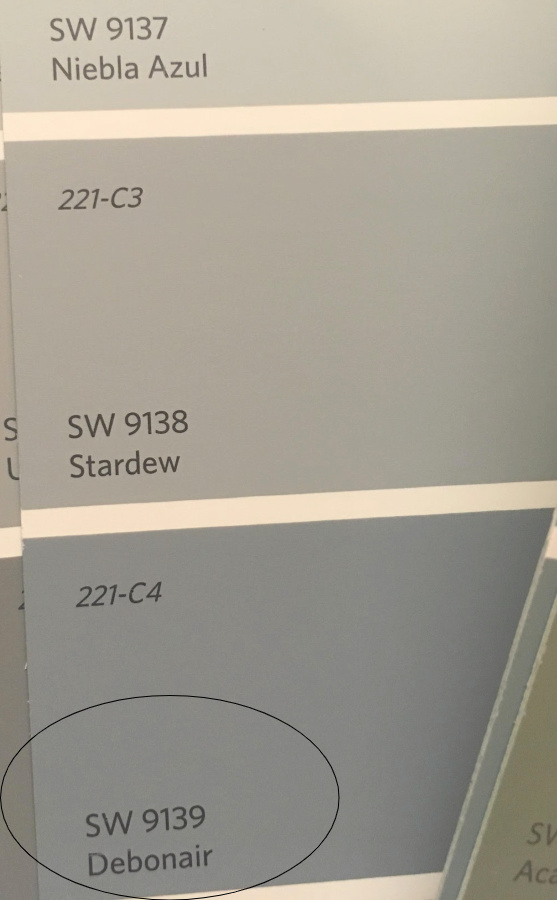 SW 9137
Niebla Azul
221-C3
SW 9138
Stardew
221-C4
SW 9139
Debonair